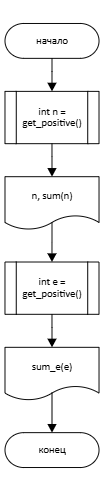 начало
int n =
get_positive()
n, sum(n)
int e =
get_positive()
sum_e(e)
конец